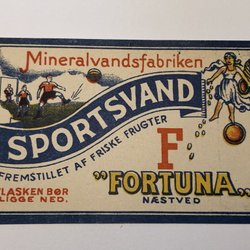 Mineralvandsfabriken
SPORTSVAND
FREMSTILLET AF FRISKE FRUGTER
F
"FORTUNA"
FLASKEN BØR
LIGGE NED.
NÆSTVED